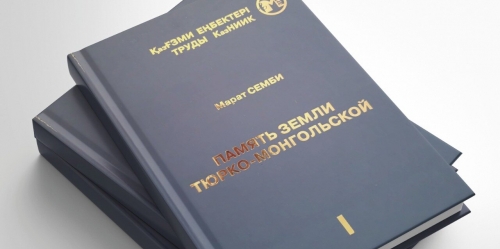 ҚазҒЗМИ ЕҢБЕКТЕРІ
ТРУДЫ КазНИИК
Марат СЕМБИ
ПАМЯТЬ ЗЕМЛИ
ТЮРКО-МОНГОЛЬСКОЙ
I